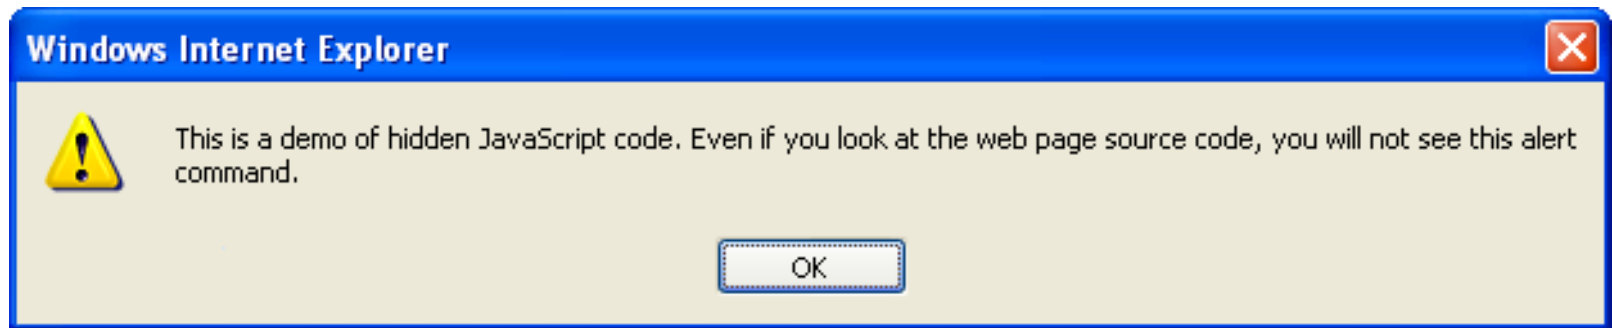 Windows Internet Explorer
This is a demo of hidden JavaScript code. Even if you look at the web page source code, you will not see this alert
command.
OK